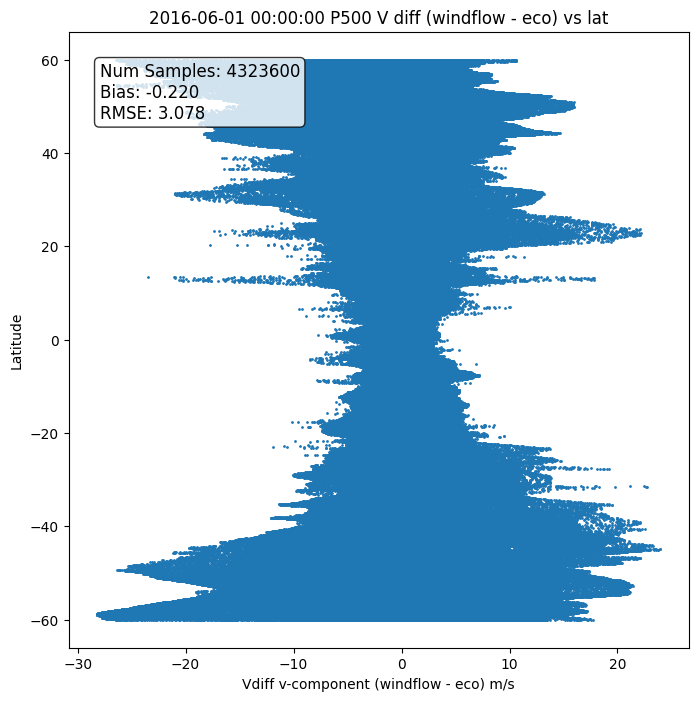 2016-06-01 00:00:00 P500 V diff (windflow - eco) vs lat
Num Samples: 4323600
Bias: -0.220
RMSE: 3.078
60
40
20
0
−20
−40
−60
Latitude
−30 −20 −10 0 10 20
Vdiff v-component (windflow - eco) m/s